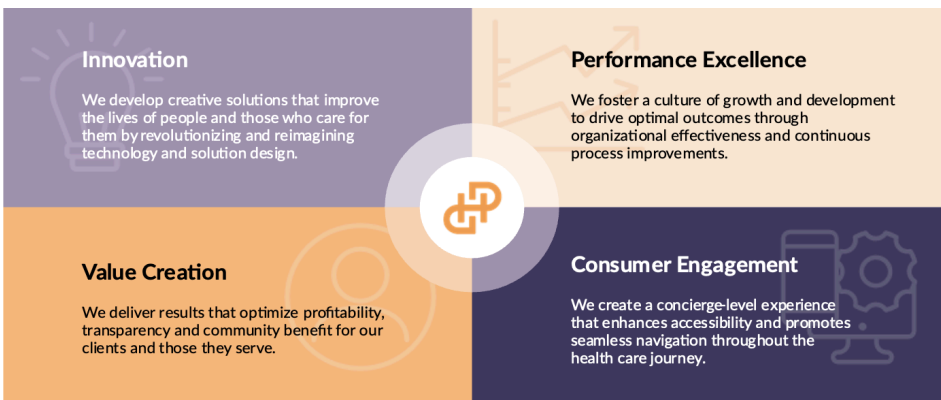 Innovation
We develop creative solutions that improve
the lives of people and those who care for
them by revolutionizing and reimagining
technology and solution design.
Performance Excellence
We foster a culture of growth and development
to drive optimal outcomes through
organizational effectiveness and continuous
process improvements.
Value Creation
We deliver results that optimize profitability,
transparency and community benefit for our
clients and those they serve.
Consumer Engagement
We create a concierge-level experience
that enhances accessibility and promotes
seamless navigation throughout the
health care journey.